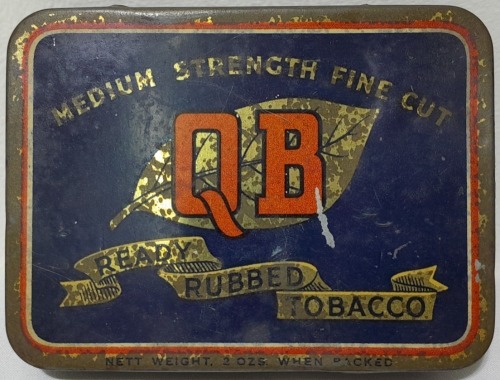 MEDIUM STRENGTH FINE CUT
QB
READY
RUBBED
TOBACCO
NETT WEIGHT, 2 OZS. WHEN PACKED